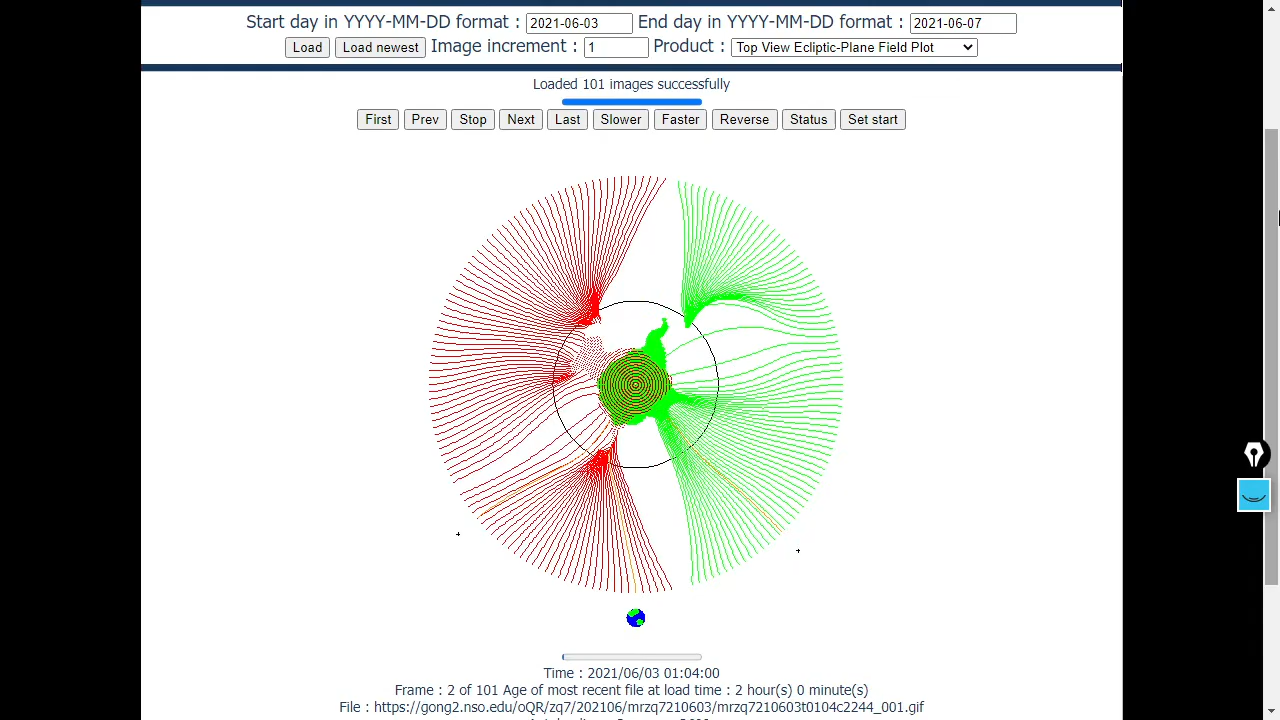 Start day in YYYY-MM-DD format : 2021-06-03 End day in YYYY-MM-DD format : 2021-06-07
Load Load newest Image increment : 1 Product : Top View Ecliptic-Plane Field Plot
Loaded 101 images successfully
First Prev Stop Next Last Slower Faster Reverse Status Set start
Time : 2021/06/03 01:04:00
Frame : 2 of 101 Age of most recent file at load time : 2 hour(s) 0 minute(s)
File : https://gong2.nso.edu/oQR/zq7/202106/mrzq7210603/mrzq7210603t0104c2244_001.gif